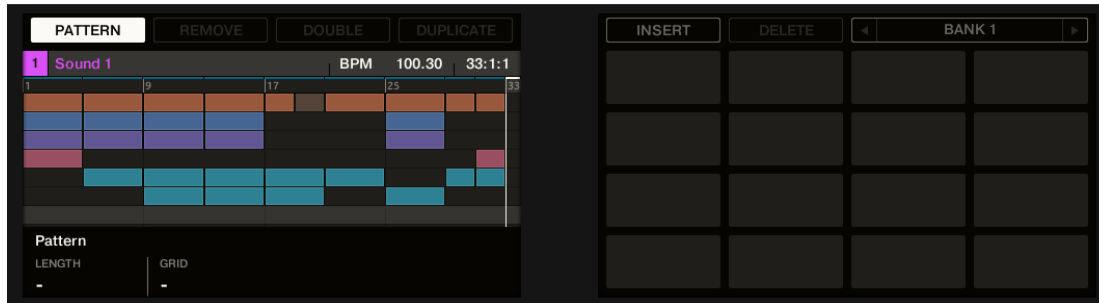 PATTERN REMOVE DOUBLE DUPLICATE
1 Sound 1 BPM 100.30 33:1:1
1 9 17 25 33
Pattern
LENGTH GRID
- -
INSERT DELETE BANK 1